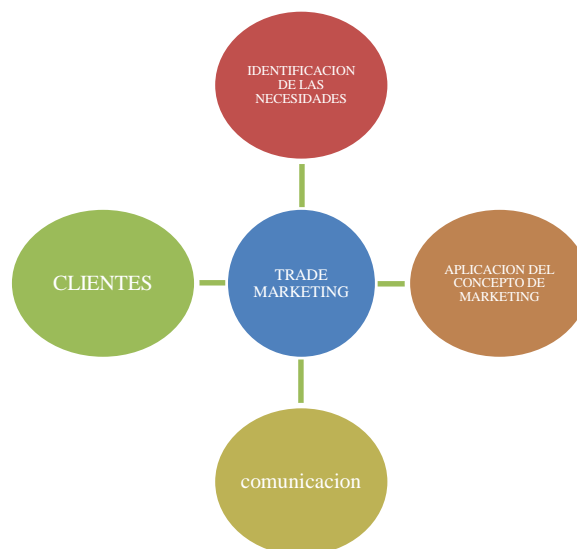 IDENTIFICACION
DE LAS
NECESIDADES
CLIENTES
TRADE
MARKETING
APLICACION DEL
CONCEPTO DE
MARKETING
comunicacion